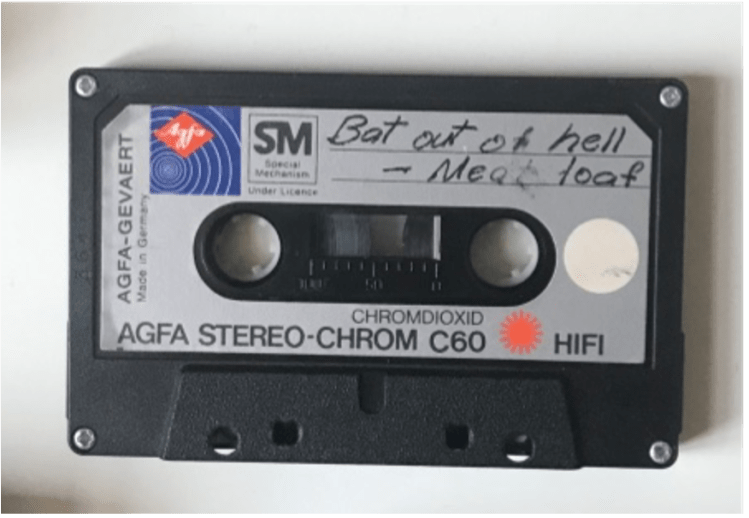 Agfa
SM
Special
Mechanism
Under Licence
Bat out of hell
- Meat loaf
AGFA-GEVAERT
Made in Germany
100 50 0
CHROMDIOXID
AGFA STEREO-CHROM C60 HIFI